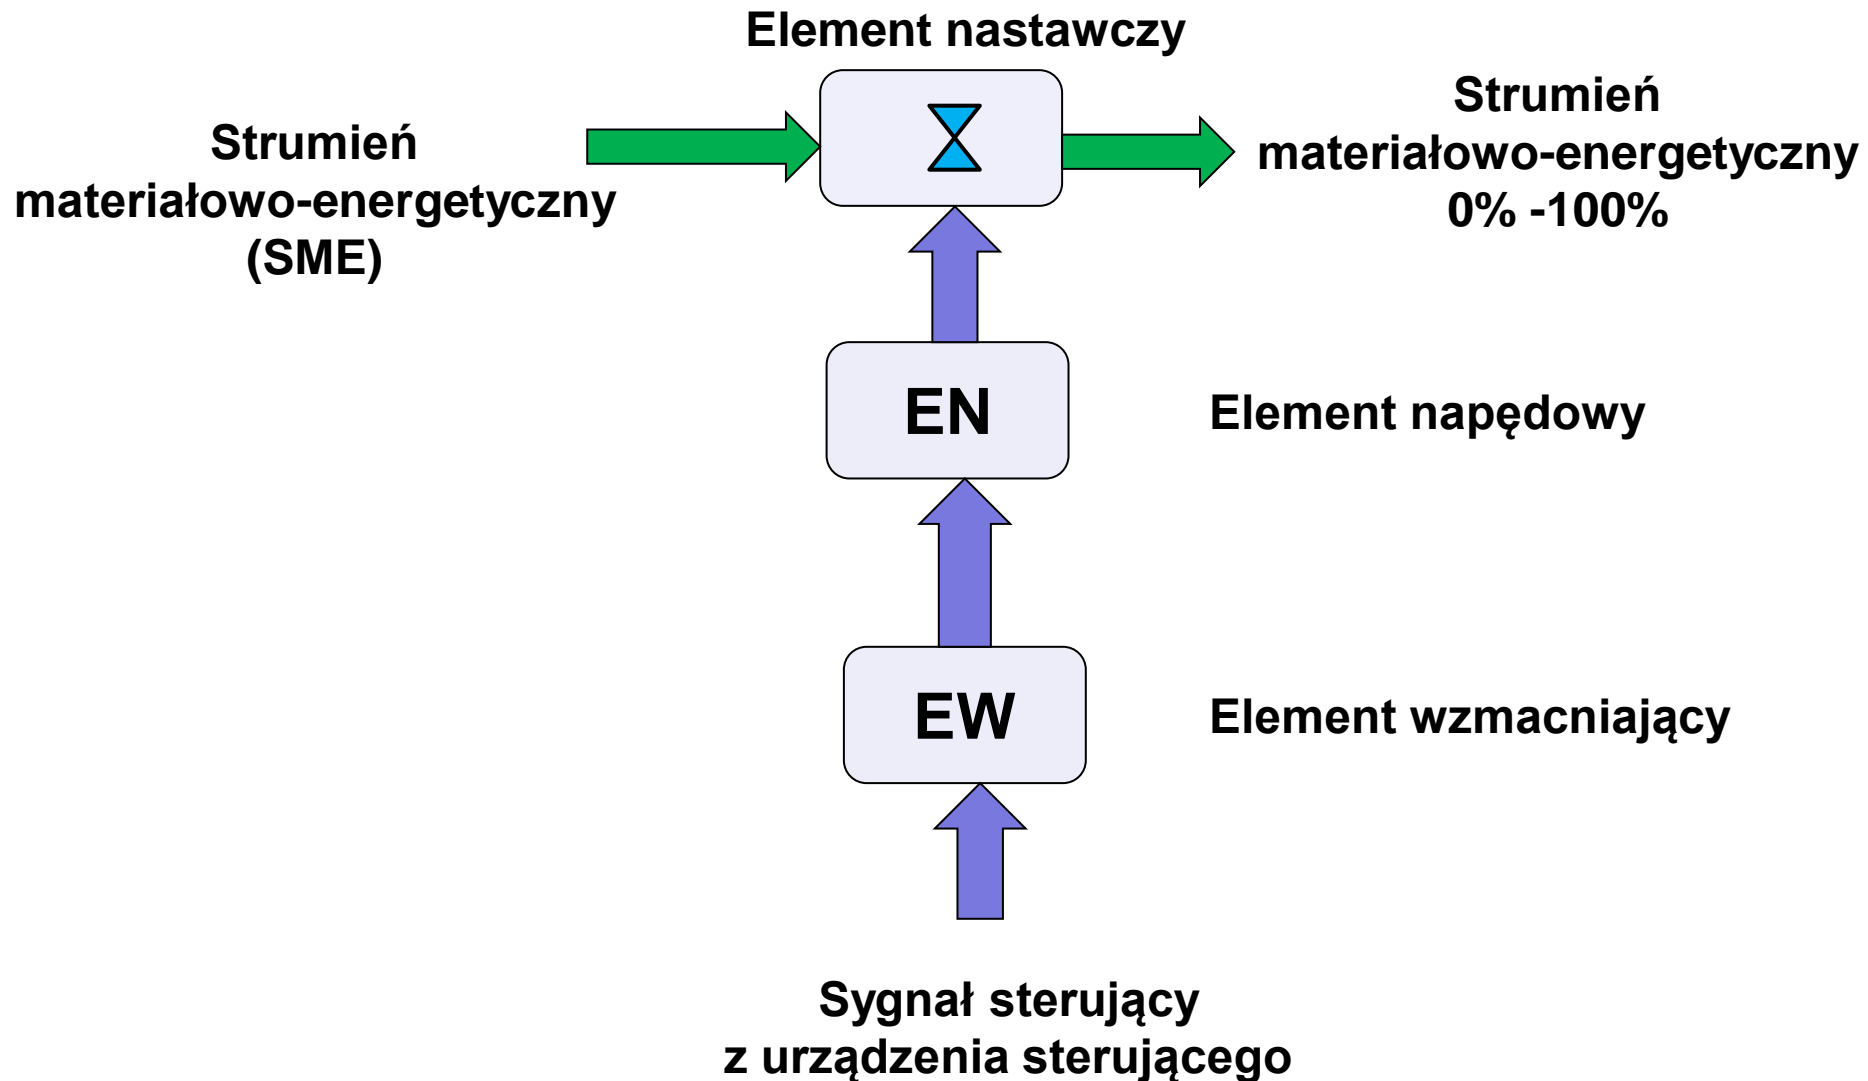 Element nastawczy
Strumień
materiałowo-energetyczny
(SME)
Strumień
materiałowo-energetyczny
0% -100%
EN
Element napędowy
EW
Element wzmacniający
Sygnał sterujący
z urządzenia sterującego